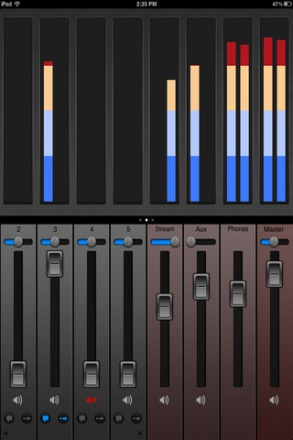 iPad
2:35 PM
47%
2
3
4
5
Stream
Aux
Phones
Master